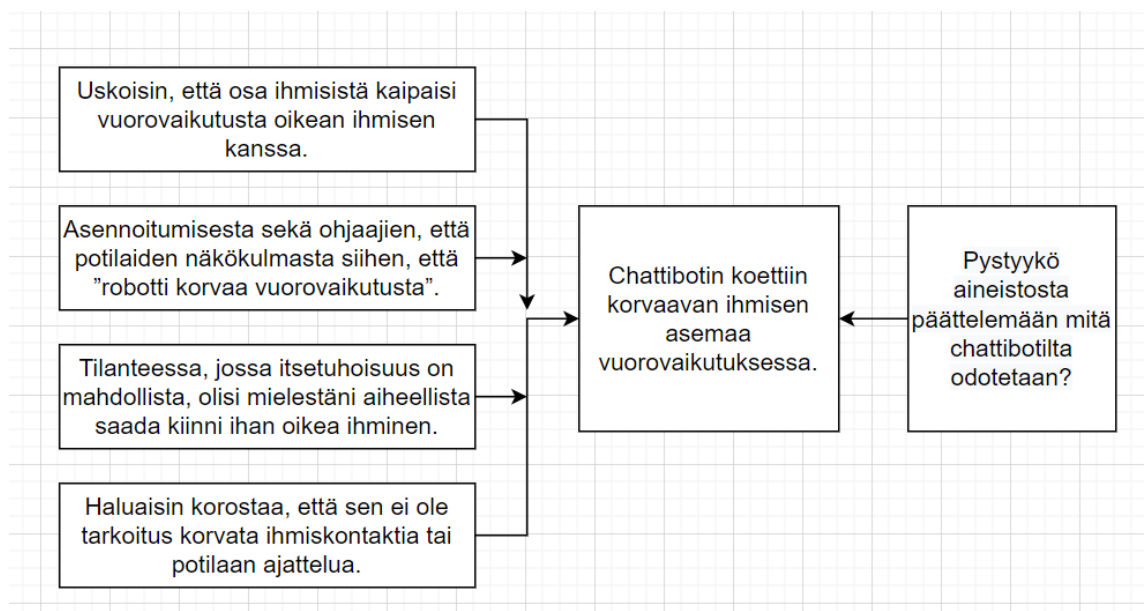 Uskoisin, että osa ihmisistä kaipaisi
vuorovaikutusta oikean ihmisen
kanssa.
Asennoitumisesta sekä ohjaajien, että
potilaiden näkökulmasta siihen, että
”robotti korvaa vuorovaikutusta”.
Tilanteessa, jossa itsetuhoisuus on
mahdollista, olisi mielestäni aiheellista
saada kiinni ihan oikea ihminen.
Haluaisin korostaa, että sen ei ole
tarkoitus korvata ihmiskontaktia tai
potilaan ajattelua.
Chattibotin koettiin
korvaavan ihmisen
asemaa
vuorovaikutuksessa.
Pystyykö
aineistosta
päättelemään mitä
chattibotilta
odotetaan?